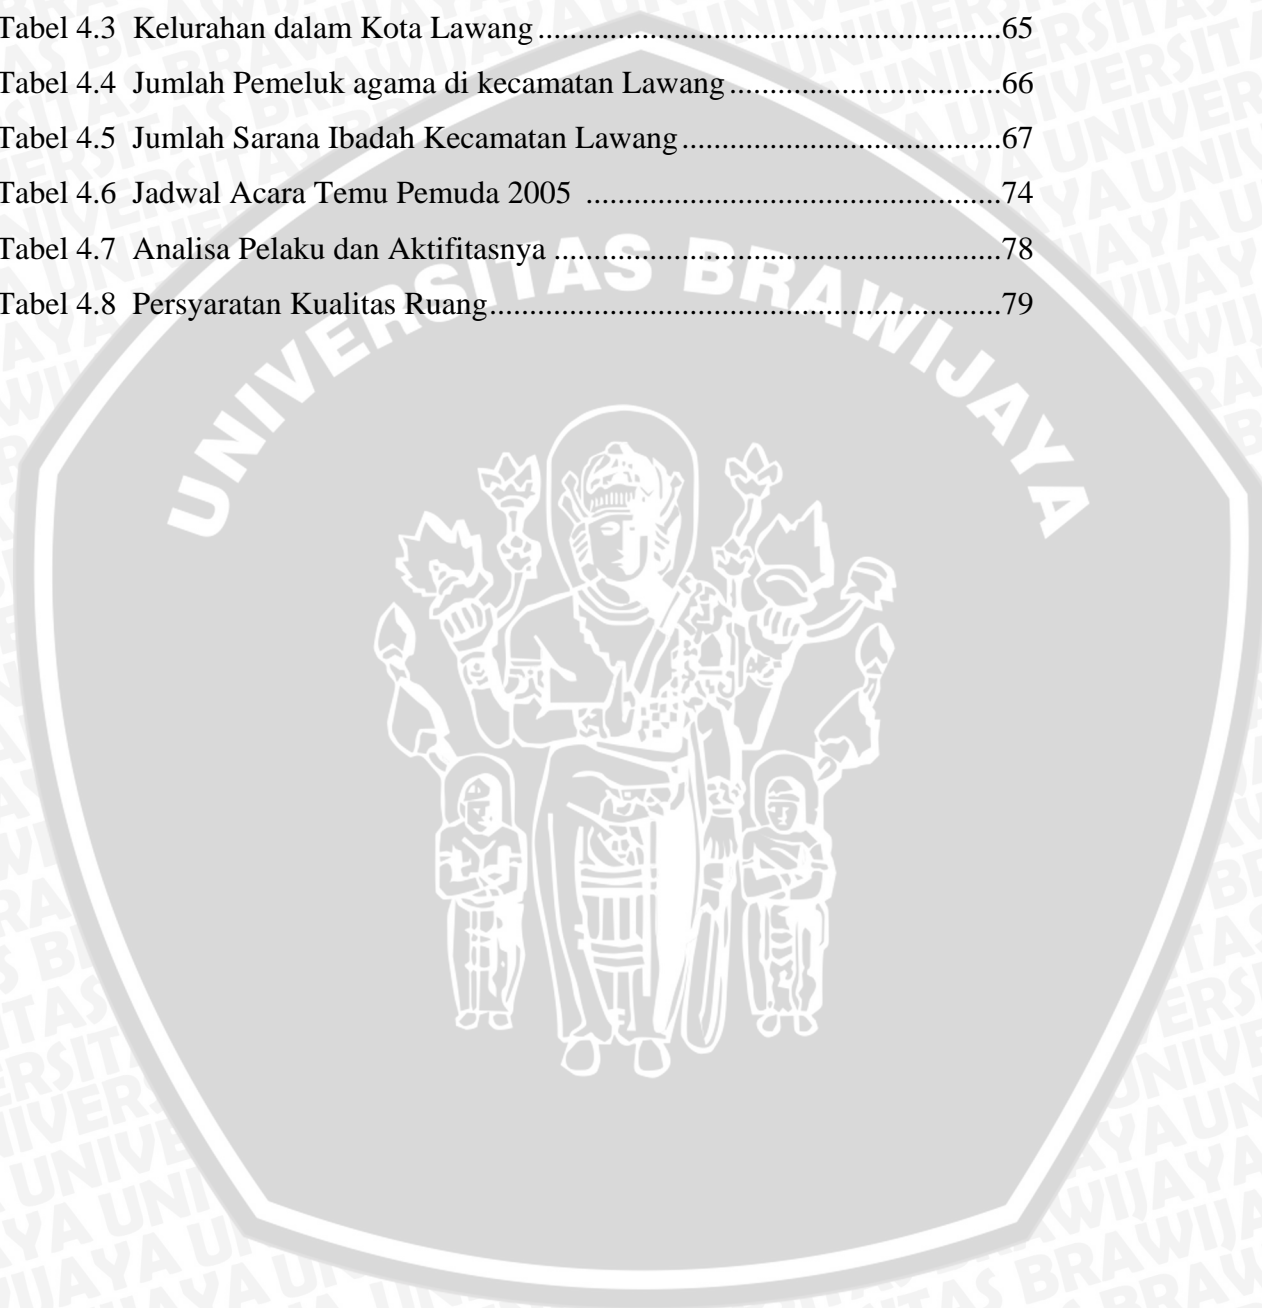 Tabel 4.3 Kelurahan dalam Kota Lawang..........................................................65
Tabel 4.4 Jumlah Pemeluk agama di kecamatan Lawang..................................66
Tabel 4.5 Jumlah Sarana Ibadah Kecamatan Lawang........................................67
Tabel 4.6 Jadwal Acara Temu Pemuda 2005 ....................................................74
Tabel 4.7 Analisa Pelaku dan Aktifitasnya........................................................78
Tabel 4.8 Persyaratan Kualitas Ruang................................................................79
UNIVERSITAS BRAWIJAYA